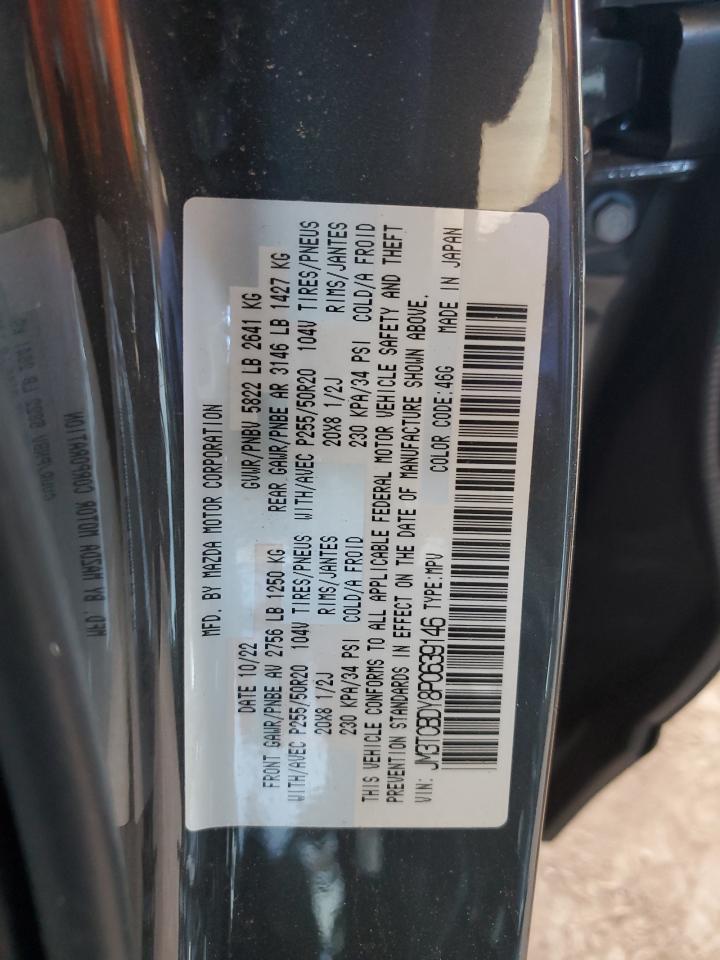 MFD. BY MAZDA MOTOR CORPORATION
DATE 10/22 GVWR/PNBV 5822 LB 2641 KG
FRONT GAWR/PNBE AV 2756 LB 1250 KG REAR GAWR/PNBE AR 3146 LB 1427 KG
WITH/AVEC P255/50R20 104V TIRES/PNEUS WITH/AVEC P255/50R20 104V TIRES/PNEUS
20X8 1/2J RIMS/JANTES 20X8 1/2J RIMS/JANTES
230 KPA/34 PSI COLD/A FROID 230 KPA/34 PSI COLD/A FROID
THIS VEHICLE CONFORMS TO ALL APPLICABLE FEDERAL MOTOR VEHICLE SAFETY AND THEFT
PREVENTION STANDARDS IN EFFECT ON THE DATE OF MANUFACTURE SHOWN ABOVE.
VIN: JM3TCBDY8P0639146 TYPE:MPV COLOR CODE:46G MADE IN JAPAN